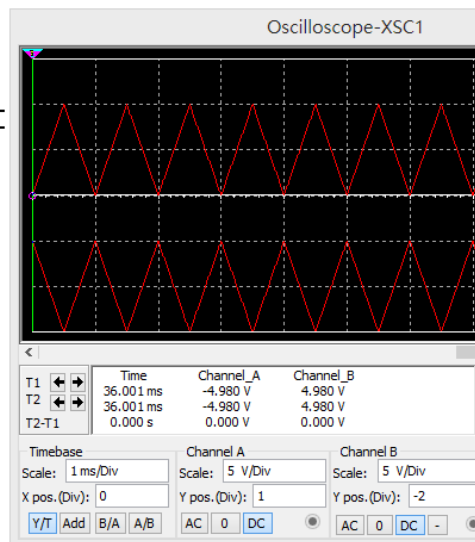 Oscilloscope-XSC1
<
Time Channel_A Channel_B
T1 36.001 ms -4.980 V 4.980 V
T2 36.001 ms -4.980 V 4.980 V
T2-T1 0.000 s 0.000 V 0.000 V
Timebase Channel A Channel B
Scale: 1 ms/Div Scale: 5 V/Div Scale: 5 V/Div
X pos.(Div): 0 Y pos.(Div): 1 Y pos.(Div): -2
Y/T Add B/A A/B AC 0 DC AC 0 DC -